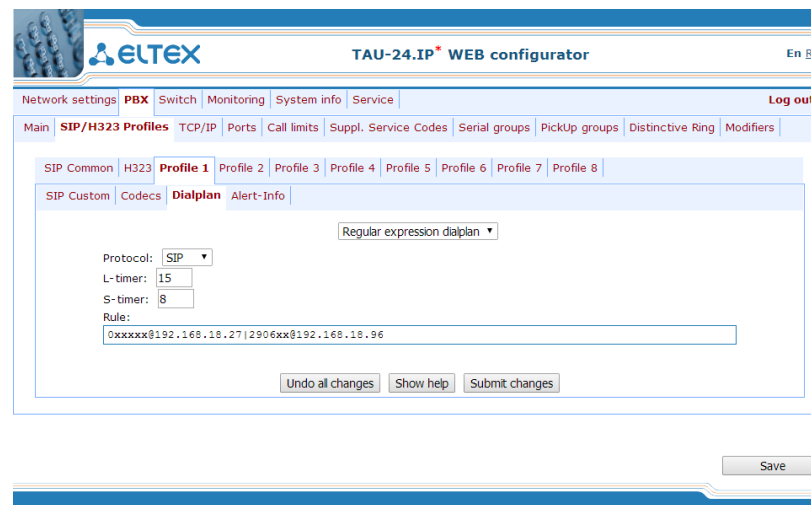 ELTEX TAU-24.IP* WEB configurator En R
Network settings PBX Switch Monitoring System info Service Log out
Main SIP/H323 Profiles TCP/IP Ports Call limits Suppl. Service Codes Serial groups PickUp groups Distinctive Ring Modifiers
SIP Common H323 Profile 1 Profile 2 Profile 3 Profile 4 Profile 5 Profile 6 Profile 7 Profile 8
SIP Custom Codecs Dialplan Alert-Info
Regular expression dialplan
Protocol: SIP
L-timer: 15
S-timer: 8
Rule:
0xxxxx@192.168.18.27|2906xx@192.168.18.96
Undo all changes Show help Submit changes
Save